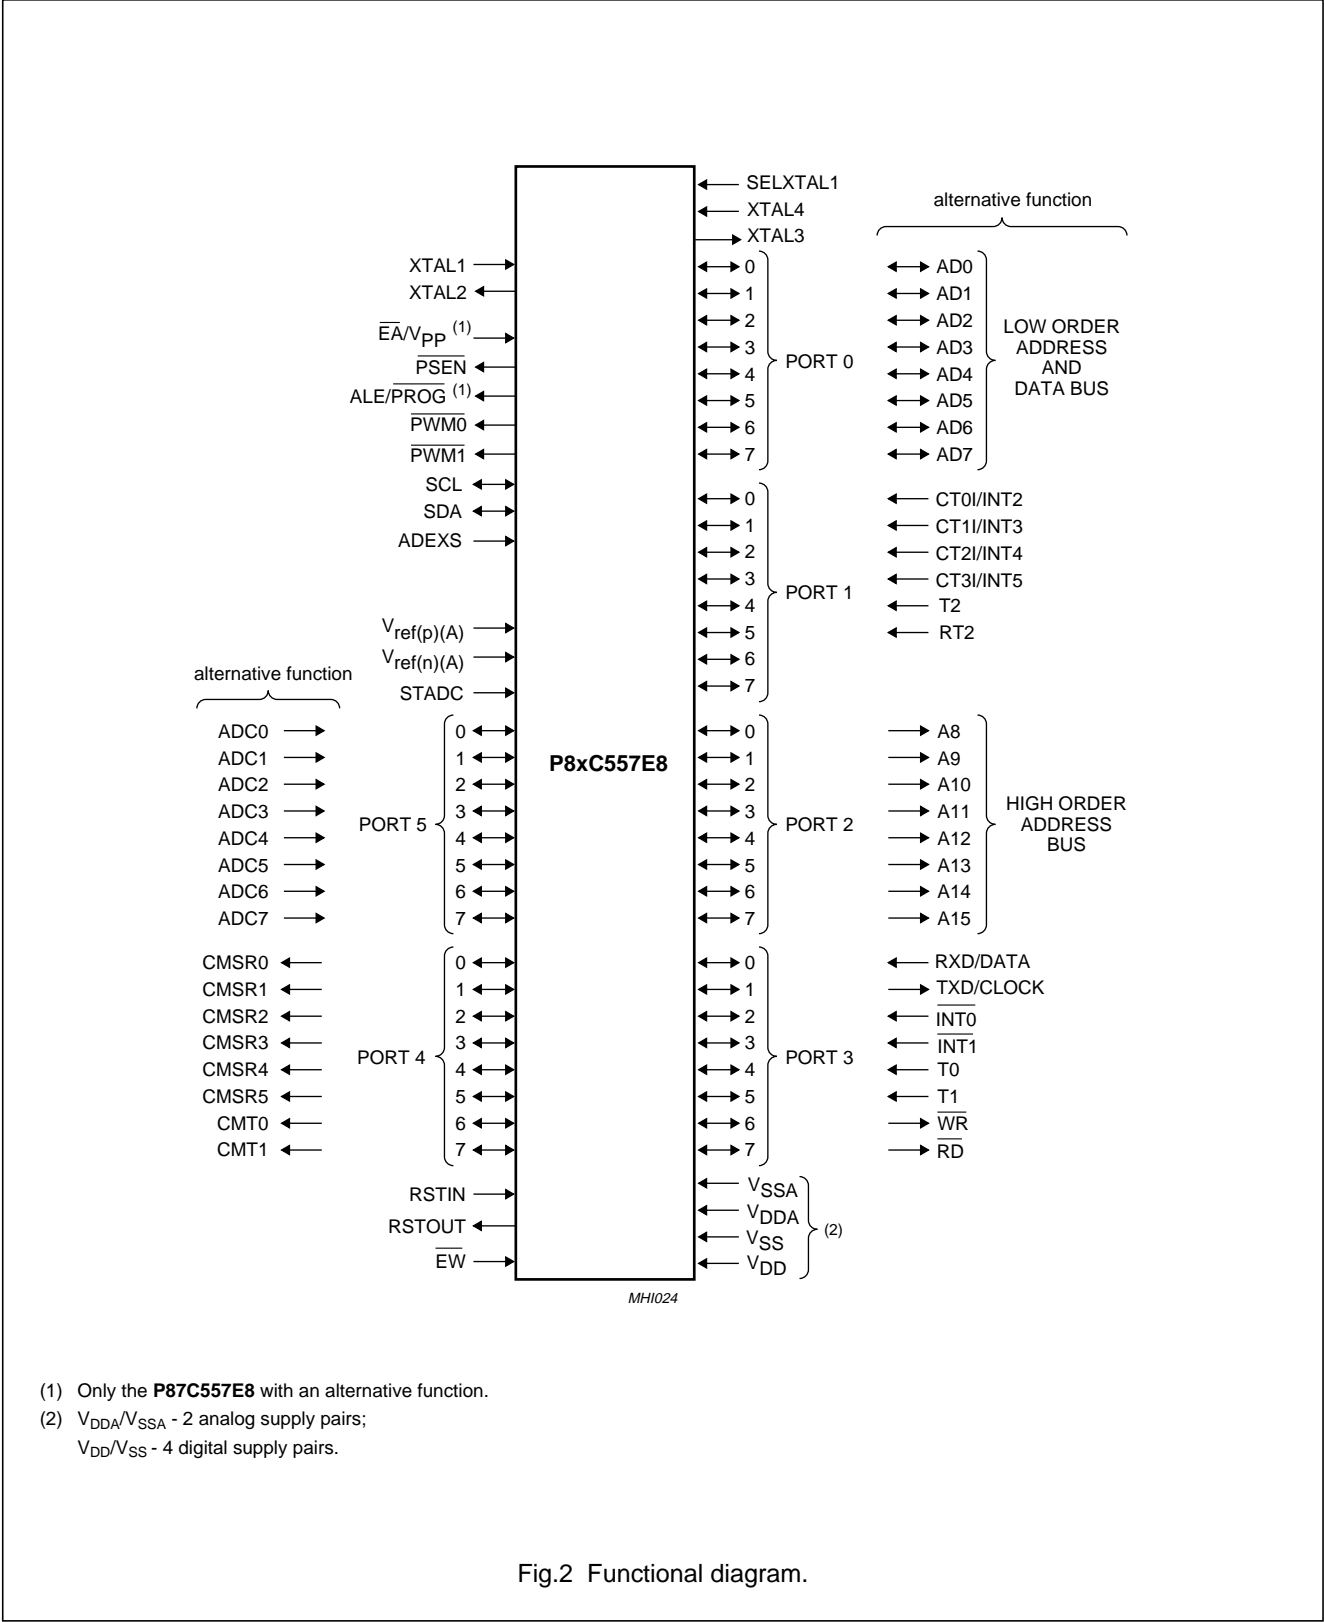 SELXTAL1
XTAL4
XTAL3
alternative function
XTAL1
XTAL2
EA/VPP (1)
PSEN
ALE/PROG (1)
PWM0
PWM1
SCL
SDA
ADEXS
Vref(p)(A)
Vref(n)(A)
STADC
0
1
2
3
4
5
6
7
PORT 0
AD0
AD1
AD2
AD3
AD4
AD5
AD6
AD7
LOW ORDER
ADDRESS
AND
DATA BUS
0
1
2
3
4
5
6
7
PORT 1
CT0I/INT2
CT1I/INT3
CT2I/INT4
CT3I/INT5
T2
RT2
alternative function
ADC0
ADC1
ADC2
ADC3
ADC4
ADC5
ADC6
ADC7
PORT 5
0
1
2
3
4
5
6
7
P8xC557E8
0
1
2
3
4
5
6
7
PORT 2
A8
A9
A10
A11
A12
A13
A14
A15
HIGH ORDER
ADDRESS
BUS
CMSR0
CMSR1
CMSR2
CMSR3
CMSR4
CMSR5
CMT0
CMT1
PORT 4
0
1
2
3
4
5
6
7
0
1
2
3
4
5
6
7
PORT 3
RXD/DATA
TXD/CLOCK
INT0
INT1
T0
T1
WR
RD
RSTIN
RSTOUT
EW
VSSA
VDDA
VSS
VDD
(2)
MHI024
(1) Only the P87C557E8 with an alternative function.
(2) VDDA/VSSA - 2 analog supply pairs;
VDD/VSS - 4 digital supply pairs.
Fig.2 Functional diagram.